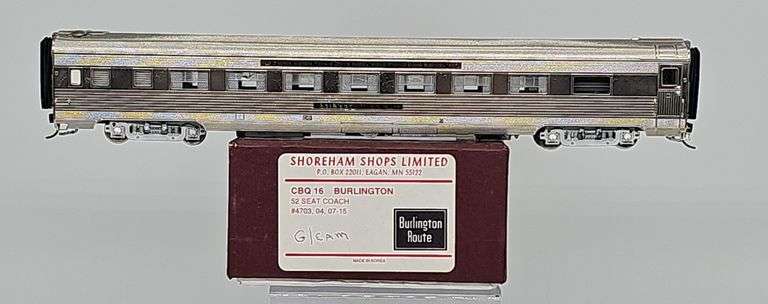 SHOREHAM SHOPS LIMITED
P.O. BOX 22011, EAGAN, MN 55122
CBQ 16 BURLINGTON
52 SEAT COACH
#4703, 04, 07-15
G/CAM
Burlington
Route
MADE IN KOREA